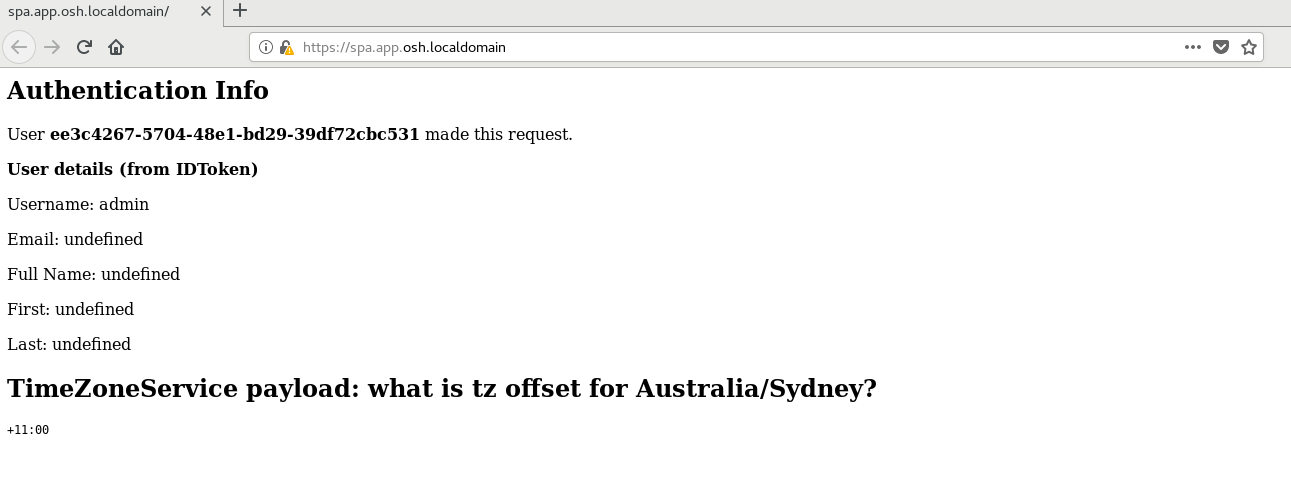 spa.app.osh.localdomain/
https://spa.app.osh.localdomain
Authentication Info
User ee3c4267-5704-48e1-bd29-39df72cbc531 made this request.
User details (from IDToken)
Username: admin
Email: undefined
Full Name: undefined
First: undefined
Last: undefined
TimeZoneService payload: what is tz offset for Australia/Sydney?
+11:00